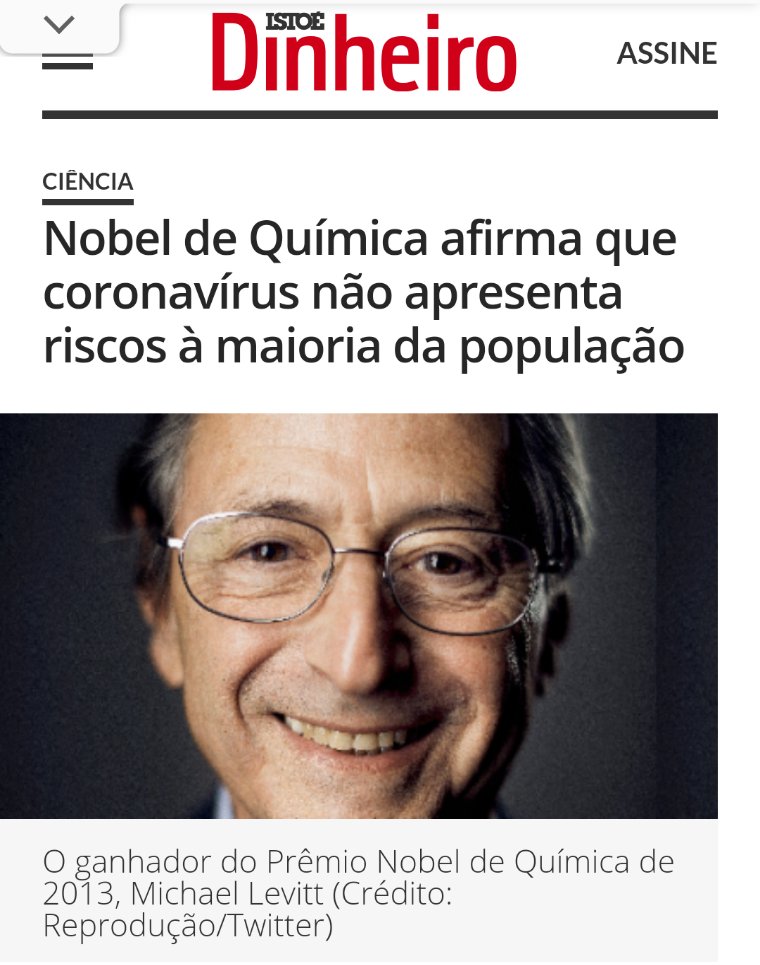 ISTOÉ
Dinheiro
ASSINE
CIÊNCIA
Nobel de Química afirma que
coronavírus não apresenta
riscos à maioria da população
O ganhador do Prêmio Nobel de Química de
2013, Michael Levitt (Crédito:
Reprodução/Twitter)